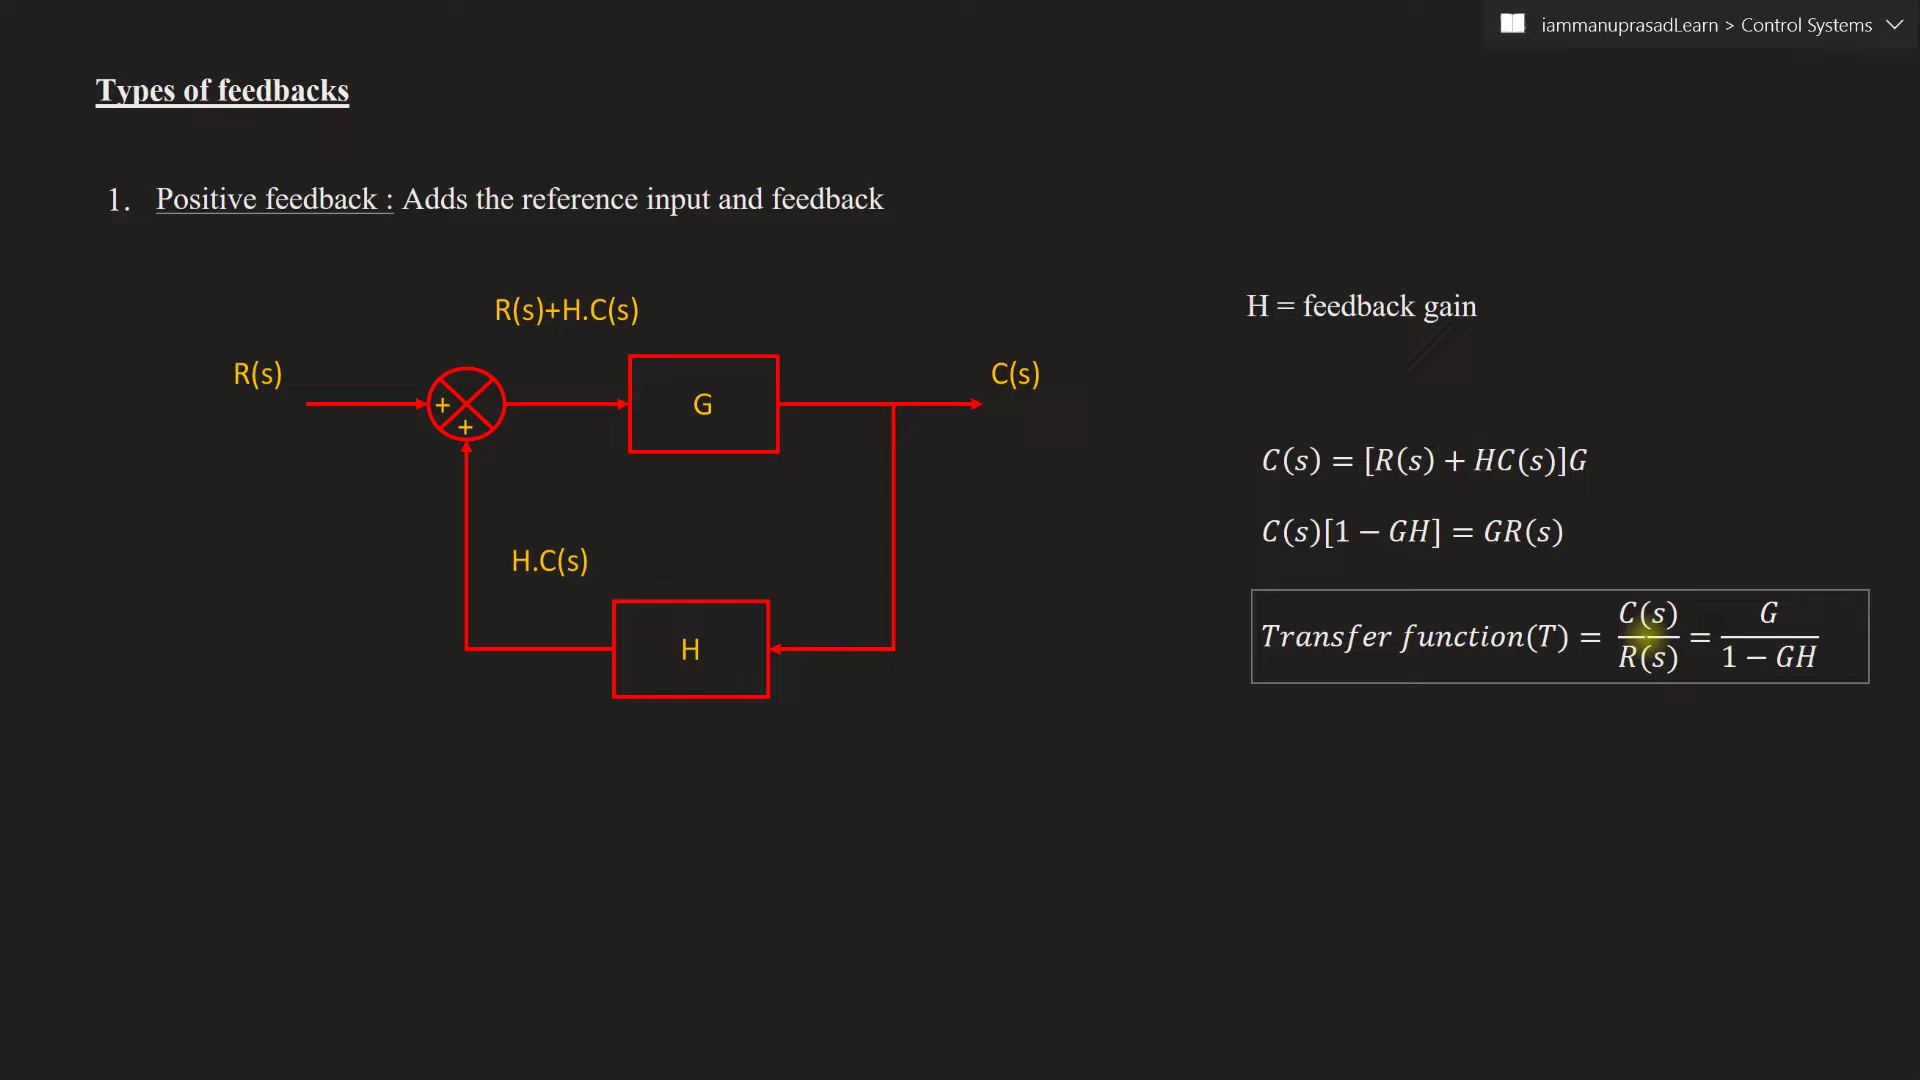 iammanuprasadLearn > Control Systems
Types of feedbacks
1. Positive feedback : Adds the reference input and feedback
R(s)+H.C(s)
H = feedback gain
R(s)
C(s)
+
G
+
C(s) = [R(s) + HC(s)]G
C(s)[1 − GH] = GR(s)
H.C(s)
Transfer function(T) = C(s)/R(s) = G/(1 − GH)
H